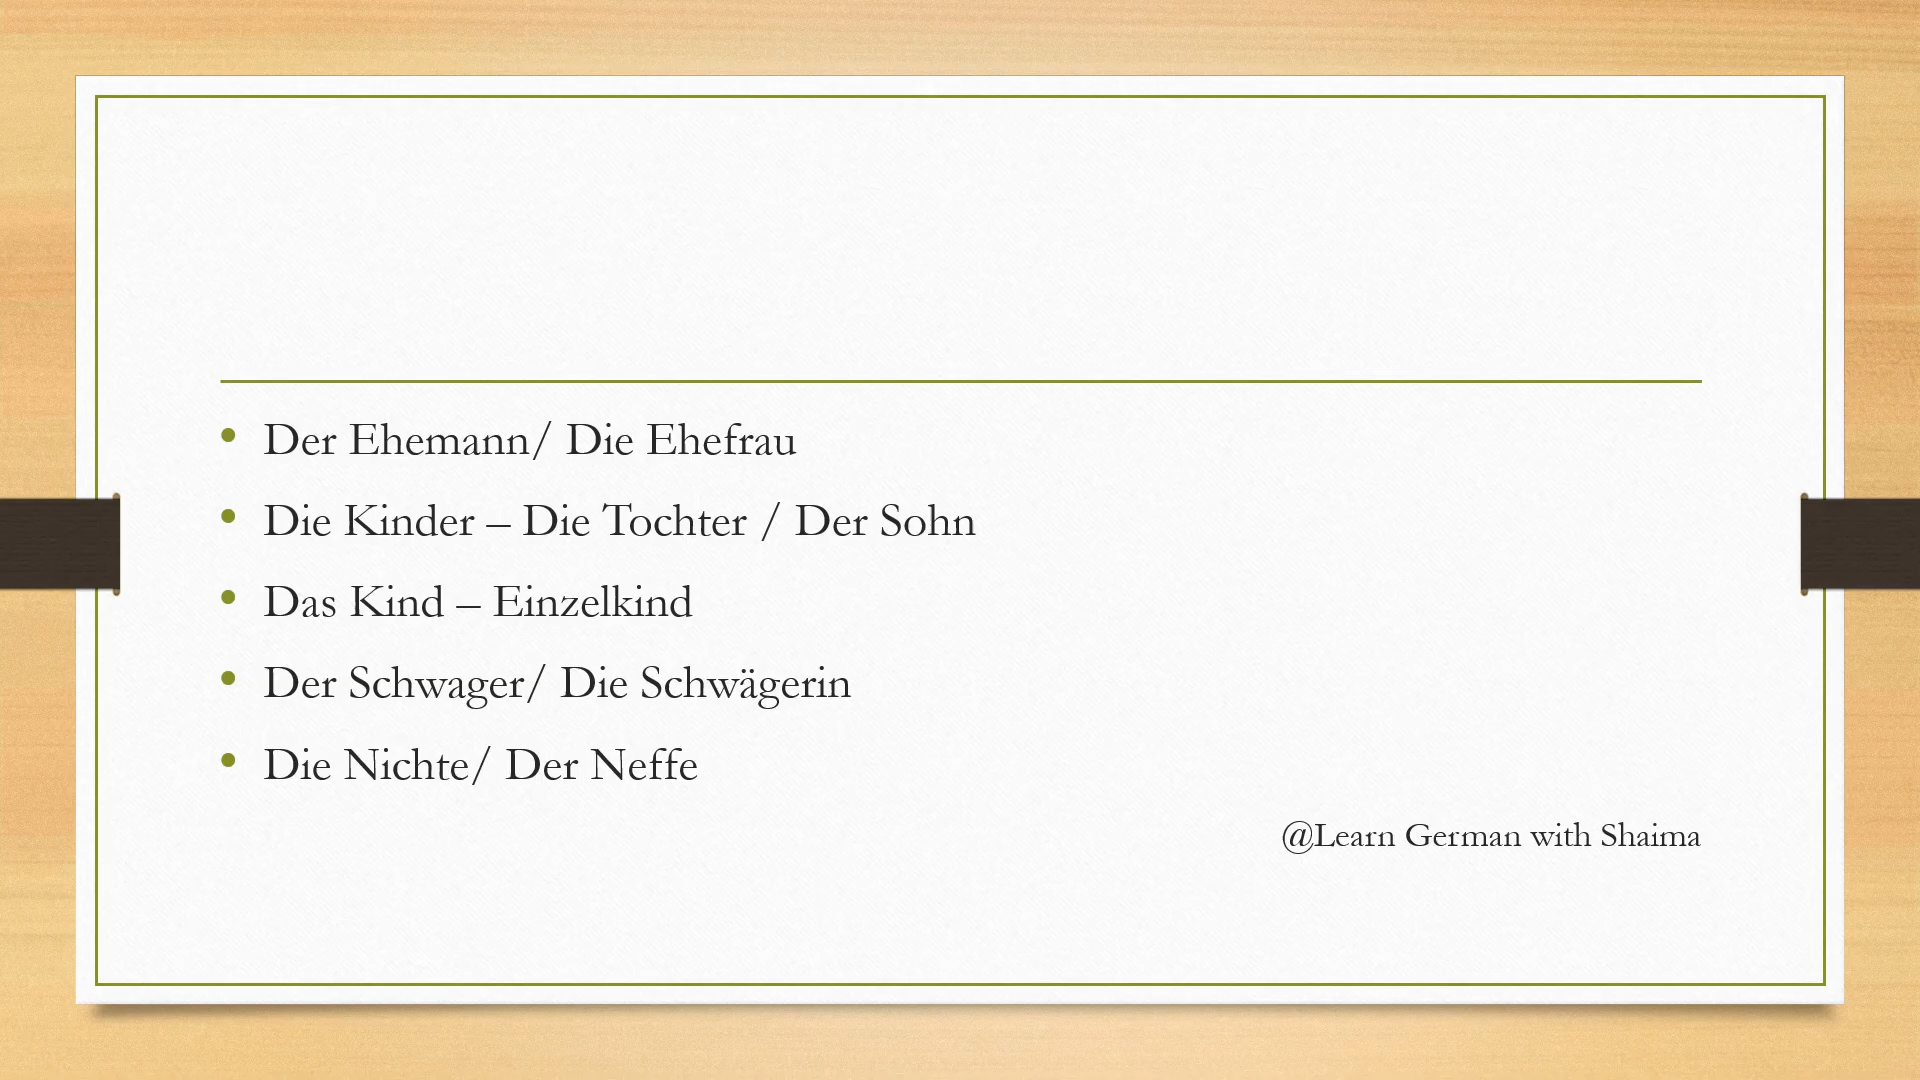 • Der Ehemann/ Die Ehefrau
• Die Kinder – Die Tochter / Der Sohn
• Das Kind – Einzelkind
• Der Schwager/ Die Schwägerin
• Die Nichte/ Der Neffe
@Learn German with Shaima